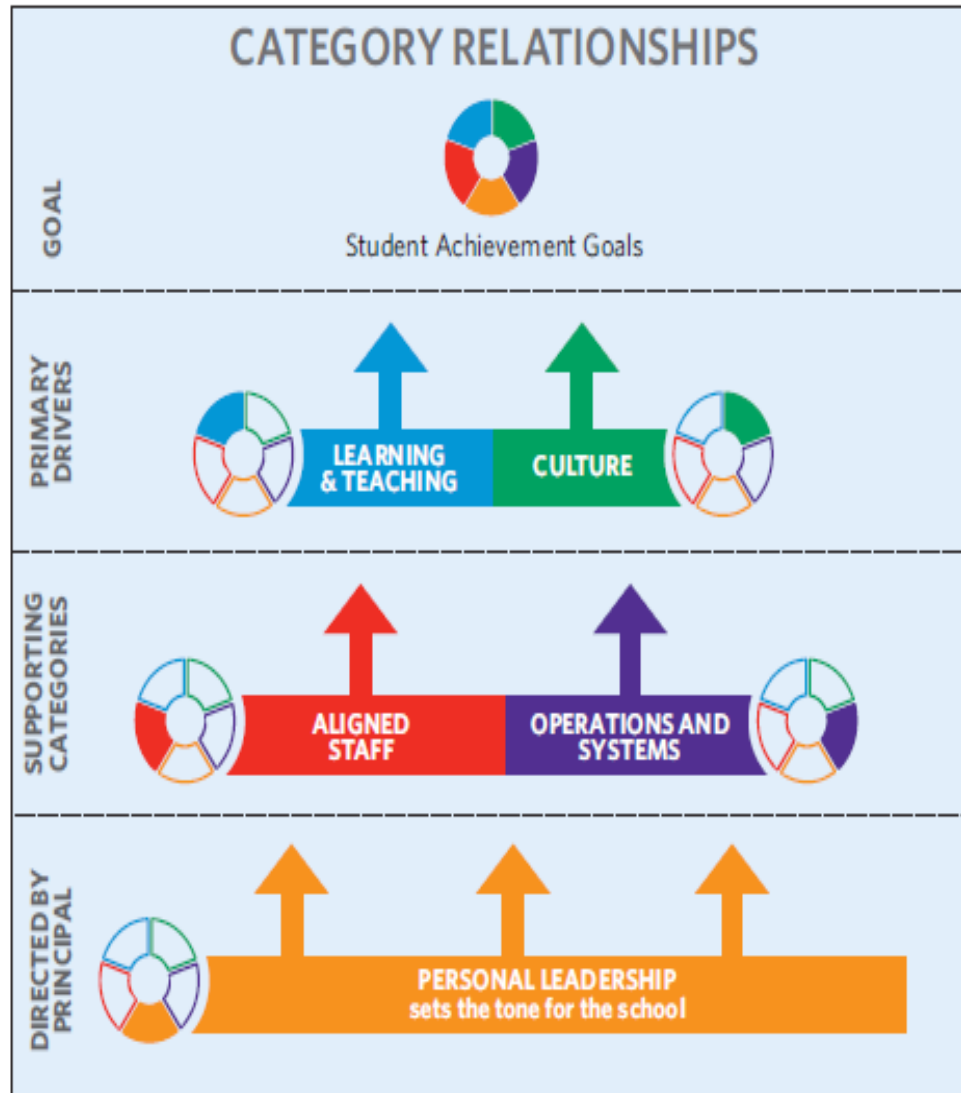 CATEGORY RELATIONSHIPS
GOAL
Student Achievement Goals
PRIMARY
DRIVERS
LEARNING
& TEACHING
CULTURE
SUPPORTING
CATEGORIES
ALIGNED
STAFF
OPERATIONS AND
SYSTEMS
DIRECTED BY
PRINCIPAL
PERSONAL LEADERSHIP
sets the tone for the school